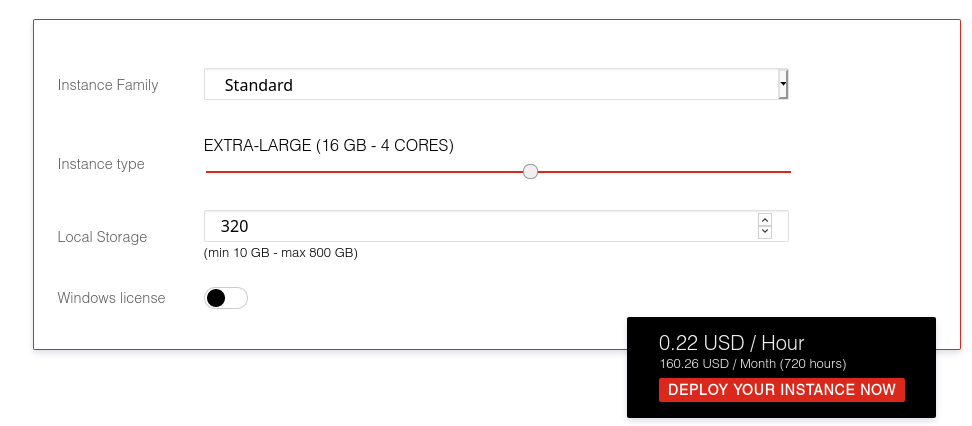 Instance Family
Standard
EXTRA-LARGE (16 GB - 4 CORES)
Instance type
320
Local Storage
(min 10 GB - max 800 GB)
Windows license
0.22 USD / Hour
160.26 USD / Month (720 hours)
DEPLOY YOUR INSTANCE NOW